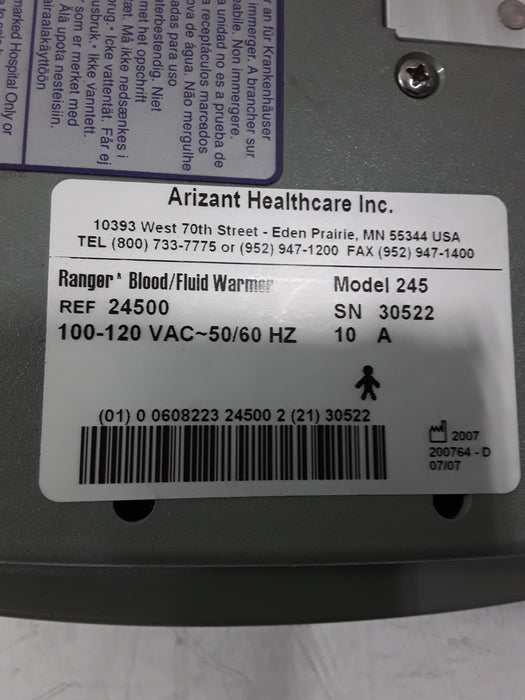 an für Krankenhäuser
immerger. A brancher sur
pable. Non immergere.
a unidad no es a prueba de
a receptáculos marcados
ova de água. Não mergulhe
adas para uso
terbestendig. Niet
met het opschrift
tæt. Må ikke nedsænkes i
brug. • Icke vattentät. Får ej
usbruk. • Ikke vanntett.
som er merket med
Älä upota nesteisiin.
airaalakäyttöön
marked Hospital Only or
Arizant Healthcare Inc.
10393 West 70th Street - Eden Prairie, MN 55344 USA
TEL (800) 733-7775 or (952) 947-1200 FAX (952) 947-1400
Ranger* Blood/Fluid Warmer Model 245
REF 24500 SN 30522
100-120 VAC~50/60 HZ 10 A
(01) 0 0608223 24500 2 (21) 30522
2007
200764 - D
07/07